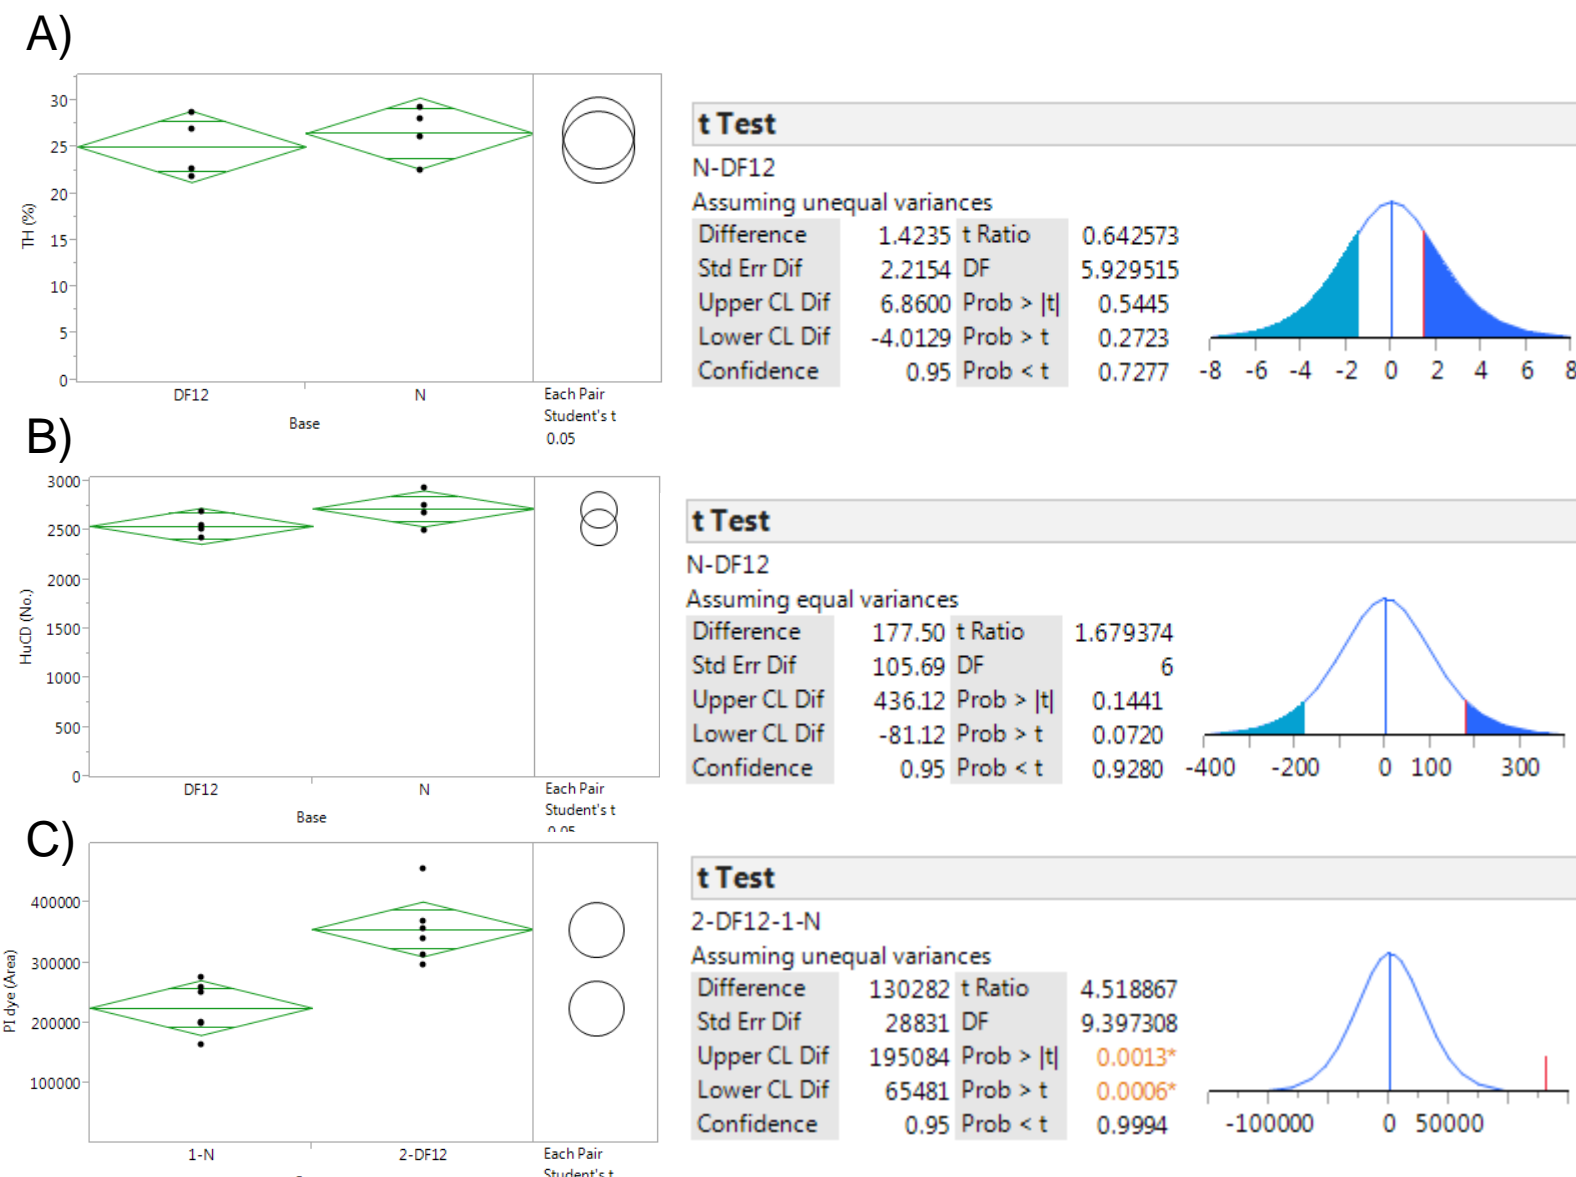 A)
30
25
20
15
10
5
0
TH (%)
DF12 N
Base
Each Pair
Student's t
0.05
t Test
N-DF12
Assuming unequal variances
Difference 1.4235 t Ratio 0.642573
Std Err Dif 2.2154 DF 5.929515
Upper CL Dif 6.8600 Prob > |t| 0.5445
Lower CL Dif -4.0129 Prob > t 0.2723
Confidence 0.95 Prob < t 0.7277
-8 -6 -4 -2 0 2 4 6 8
B)
3000
2500
2000
1500
1000
500
0
HuCD (No.)
DF12 N
Base
Each Pair
Student's t
0.05
t Test
N-DF12
Assuming equal variances
Difference 177.50 t Ratio 1.679374
Std Err Dif 105.69 DF 6
Upper CL Dif 436.12 Prob > |t| 0.1441
Lower CL Dif -81.12 Prob > t 0.0720
Confidence 0.95 Prob < t 0.9280
-400 -200 0 100 300
C)
400000
300000
200000
100000
PI dye (Area)
1-N 2-DF12
Each Pair
Student's t
t Test
2-DF12-1-N
Assuming unequal variances
Difference 130282 t Ratio 4.518867
Std Err Dif 28831 DF 9.397308
Upper CL Dif 195084 Prob > |t| 0.0013*
Lower CL Dif 65481 Prob > t 0.0006*
Confidence 0.95 Prob < t 0.9994
-100000 0 50000